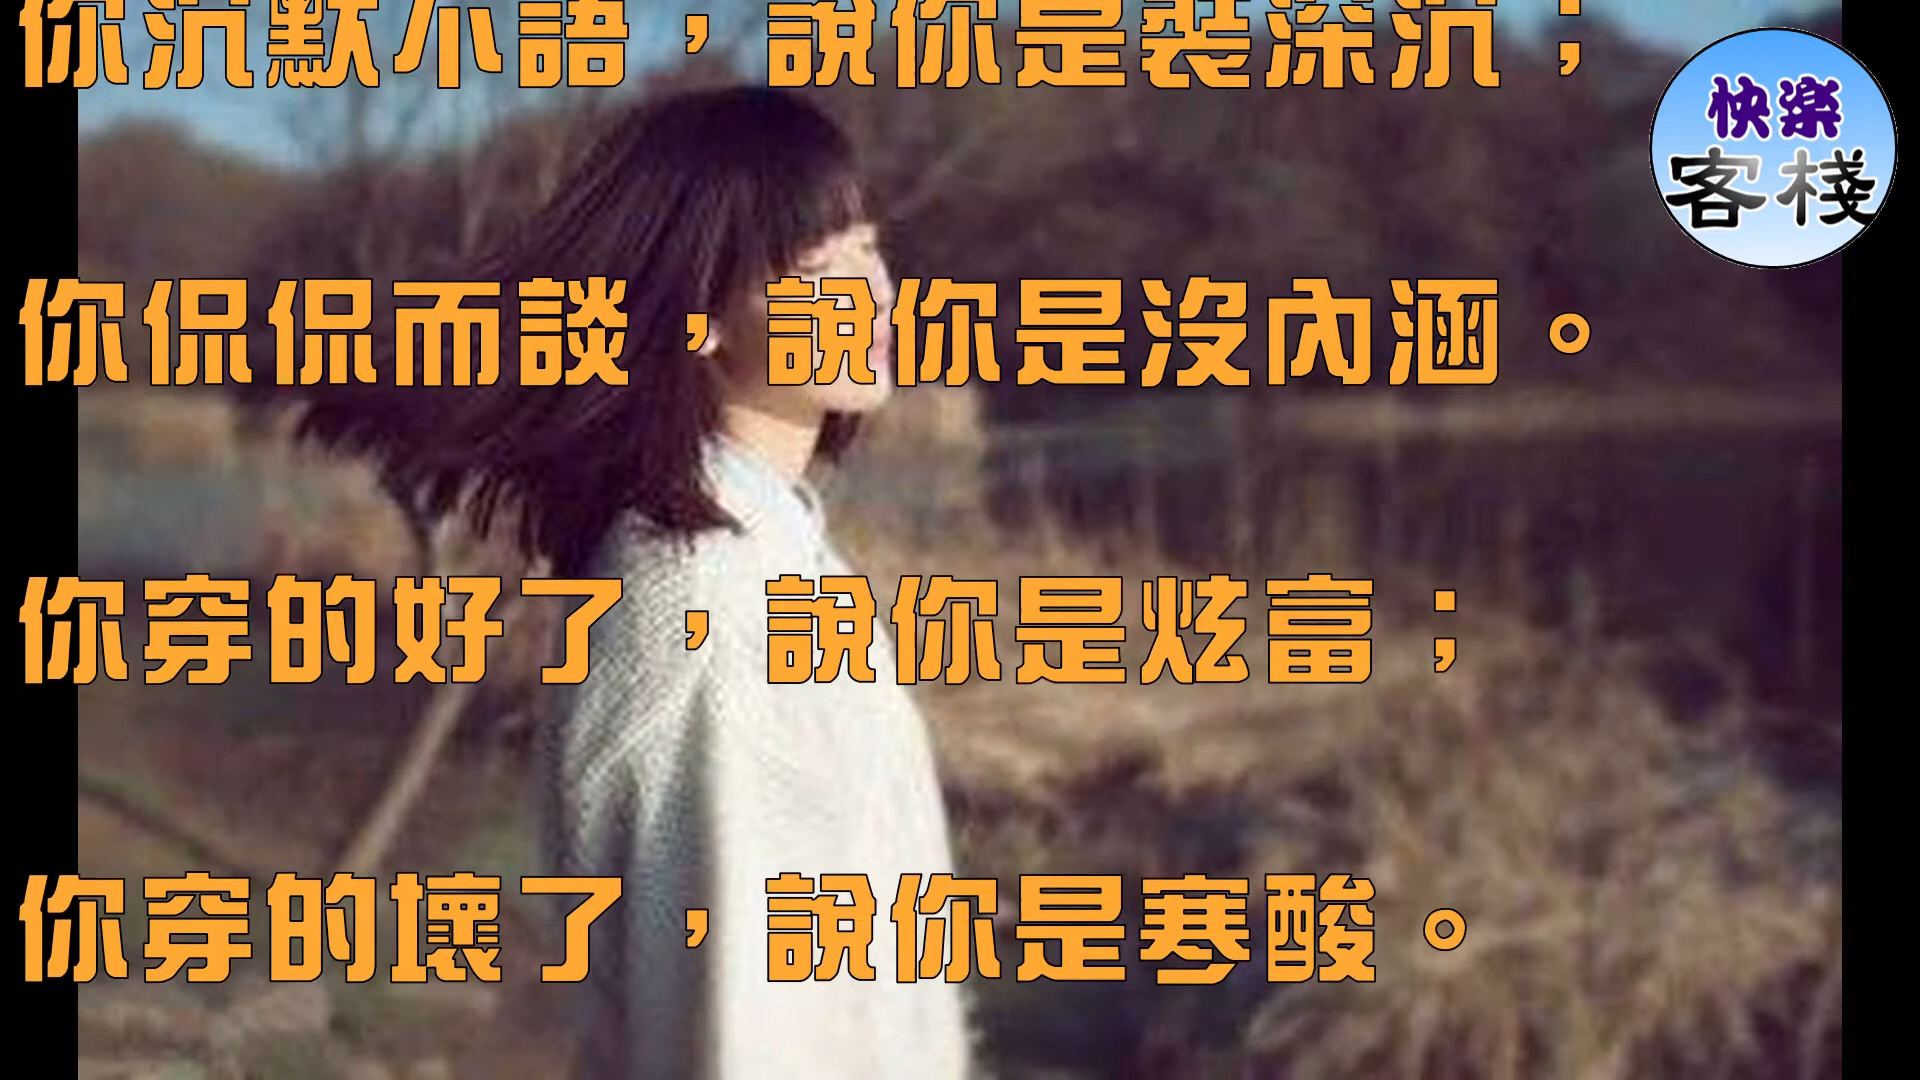 你沉默不語，說你是裝深沉；
快樂
客棧
你侃侃而談，說你是沒內涵。
你穿的好了，說你是炫富；
你穿的壞了，說你是寒酸。